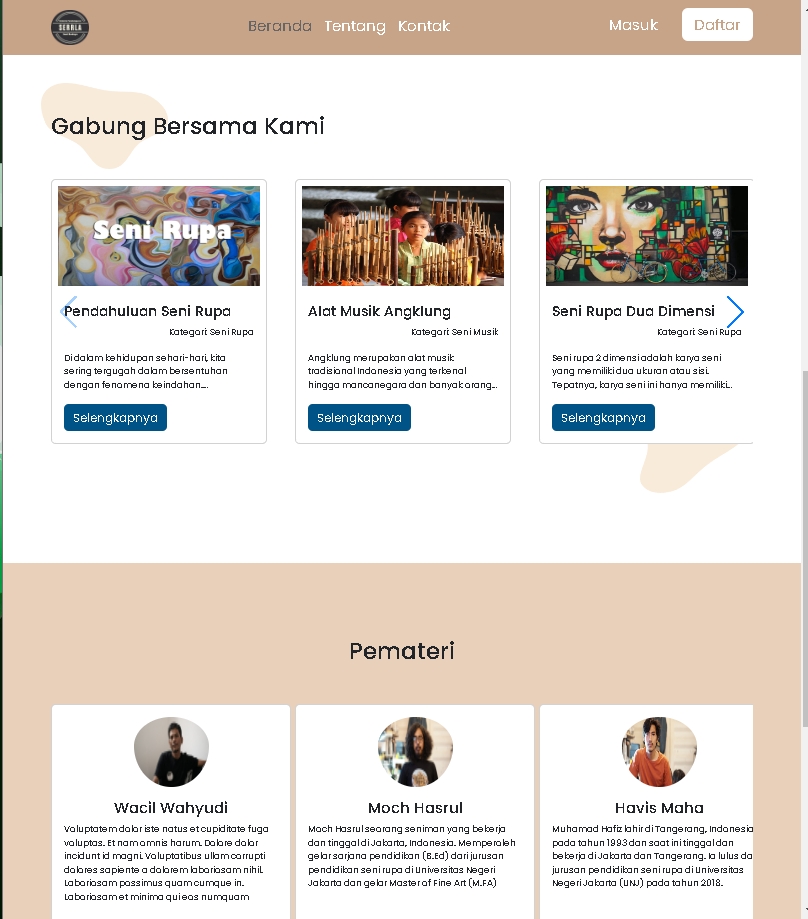 SEKALA
Beranda Tentang Kontak
Masuk
Daftar
Gabung Bersama Kami
Seni Rupa
Pendahuluan Seni Rupa
Kategori: Seni Rupa
Di dalam kehidupan sehari-hari, kita
sering tergugah dalam bersentuhan
dengan fenomena keindahan....
Selengkapnya
Alat Musik Angklung
Kategori: Seni Musik
Angklung merupakan alat musik
tradisional Indonesia yang terkenal
hingga mancanegara dan banyak orang...
Selengkapnya
Seni Rupa Dua Dimensi
Kategori: Seni Rupa
Seni rupa 2 dimensi adalah karya seni
yang memiliki dua ukuran atau sisi.
Tepatnya, karya seni ini hanya memiliki...
Selengkapnya
Pemateri
Wacil Wahyudi
Voluptatem dolor iste natus et cupiditate fuga
voluptas. Et nam omnis harum. Dolore dolor
incidunt id magni. Voluptatibus ullam corrupti
dolores sapiente a dolorem laboriosam nihil.
Laboriosam possimus quam cumque in.
Laboriosam et minima qui eos numquam
Moch Hasrul
Moch Hasrul seorang seniman yang bekerja
dan tinggal di Jakarta, Indonesia. Memperoleh
gelar sarjana pendidikan (B.Ed) dari jurusan
pendidikan seni rupa di Universitas Negeri
Jakarta dan gelar Master of Fine Art (M.FA)
Havis Maha
Muhamad Hafiz lahir di Tangerang, Indonesia
pada tahun 1993 dan saat ini tinggal dan
bekerja di Jakarta dan Tangerang. Ia lulus da
jurusan pendidikan seni rupa di Universitas
Negeri Jakarta (UNJ) pada tahun 2018.